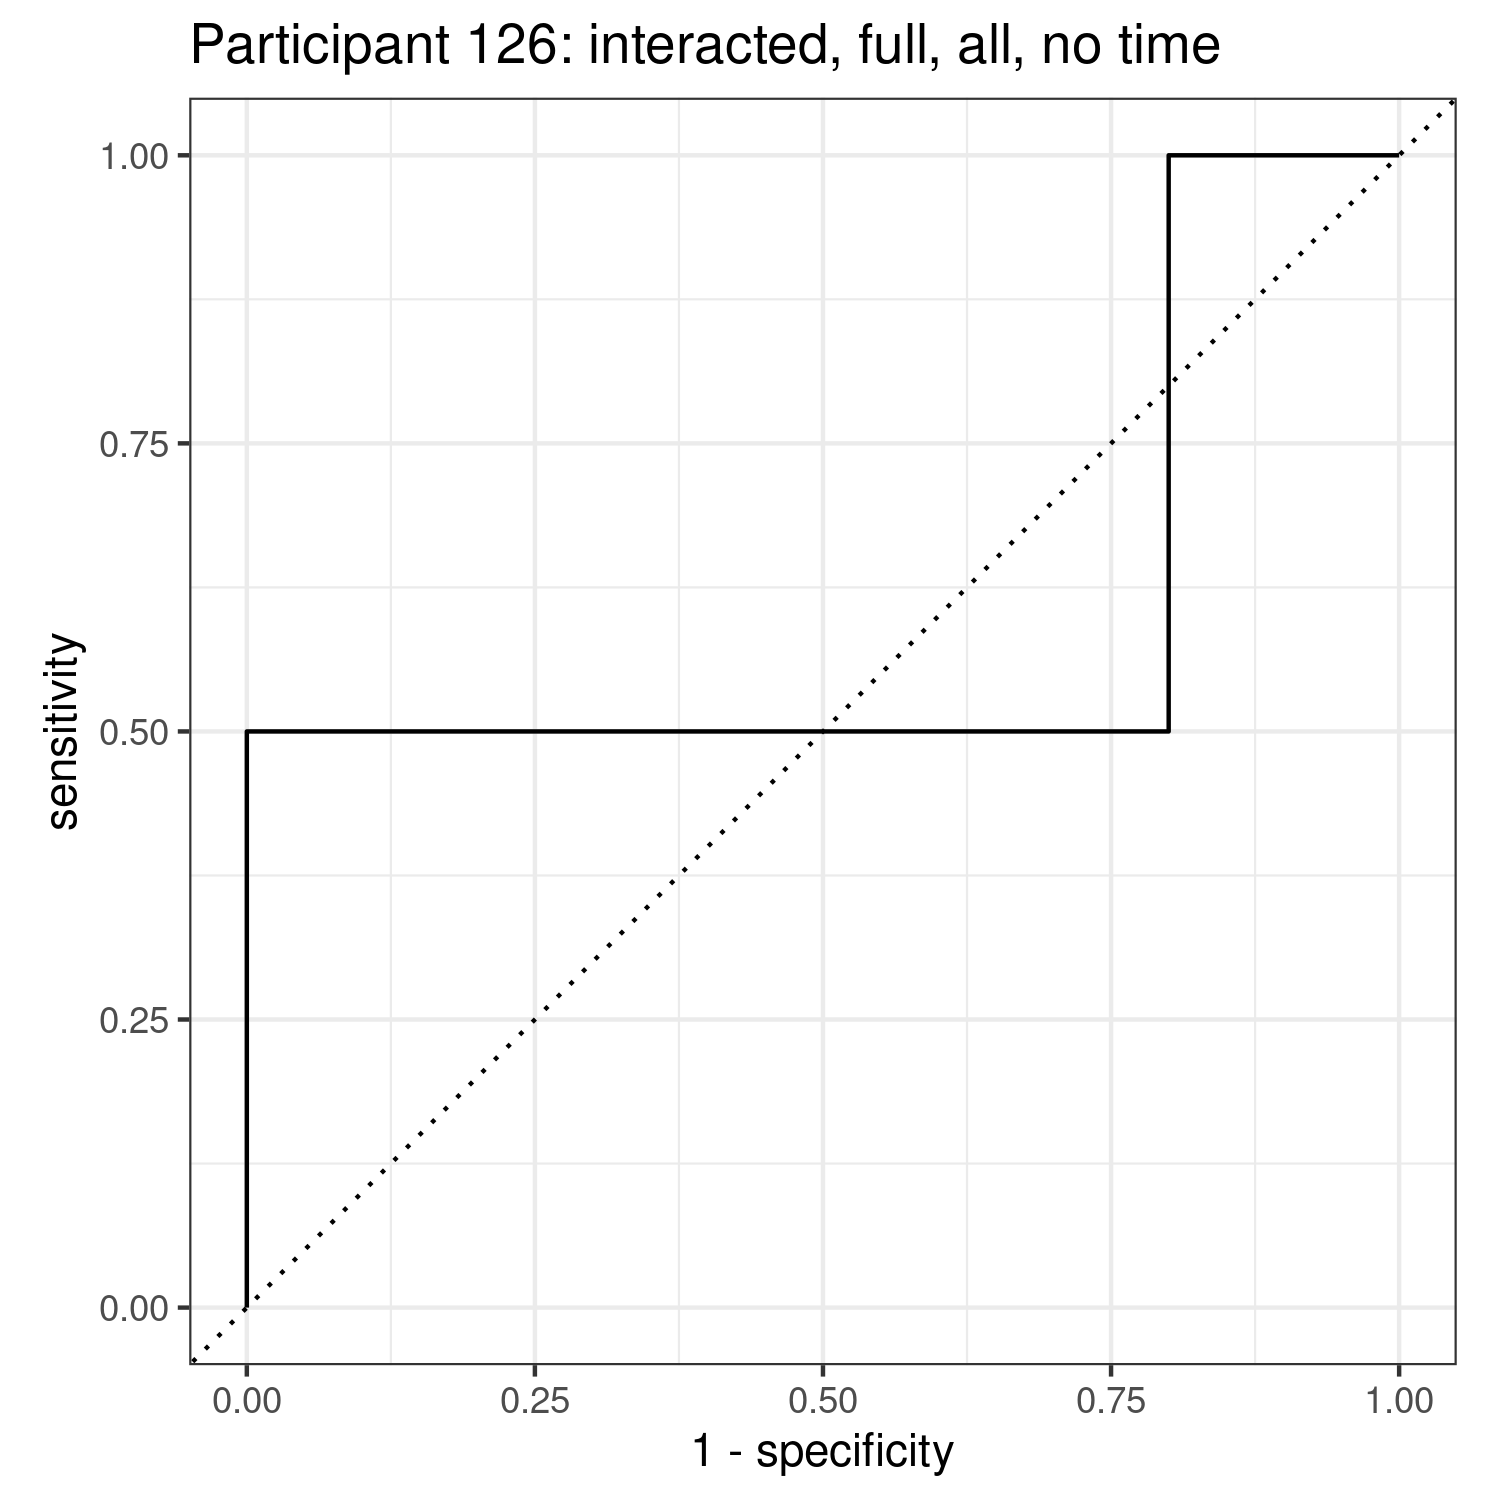 Participant 126: interacted, full, all, no time
1.00
0.75
0.50
0.25
0.00
sensitivity
0.00 0.25 0.50 0.75 1.00
1 - specificity